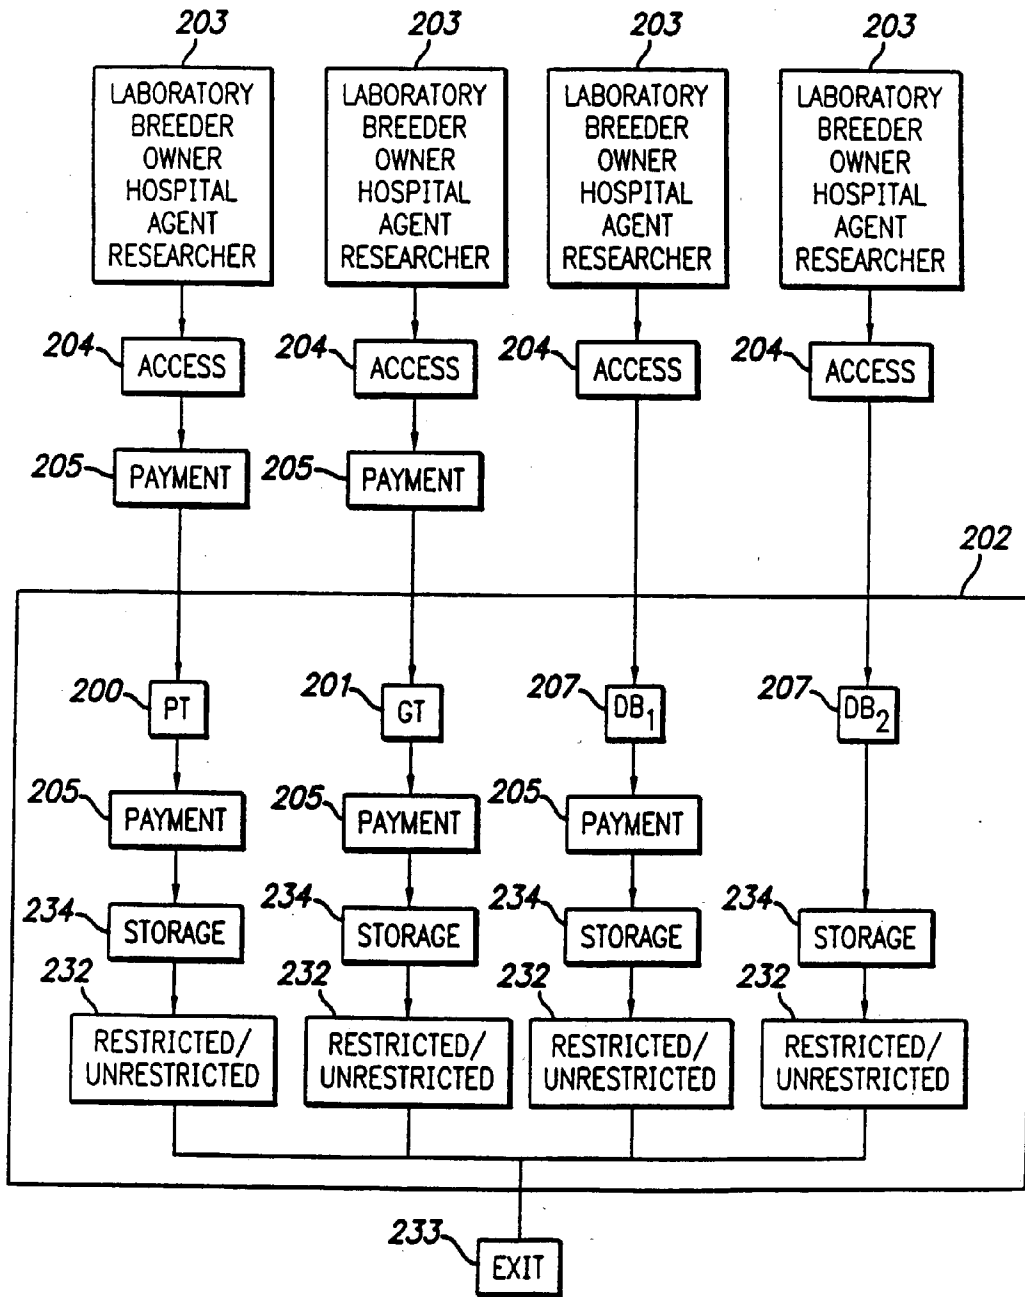 203 203 203 203
LABORATORY LABORATORY LABORATORY LABORATORY
BREEDER BREEDER BREEDER BREEDER
OWNER OWNER OWNER OWNER
HOSPITAL HOSPITAL HOSPITAL HOSPITAL
AGENT AGENT AGENT AGENT
RESEARCHER RESEARCHER RESEARCHER RESEARCHER
204 ACCESS 204 ACCESS 204 ACCESS 204 ACCESS
205 PAYMENT 205 PAYMENT
202
200 PT 201 GT 207 DB1 207 DB2
205 PAYMENT 205 PAYMENT 205 PAYMENT
234 STORAGE 234 STORAGE 234 STORAGE 234 STORAGE
232 232 232 232
RESTRICTED/ RESTRICTED/ RESTRICTED/ RESTRICTED/
UNRESTRICTED UNRESTRICTED UNRESTRICTED UNRESTRICTED
233 EXIT